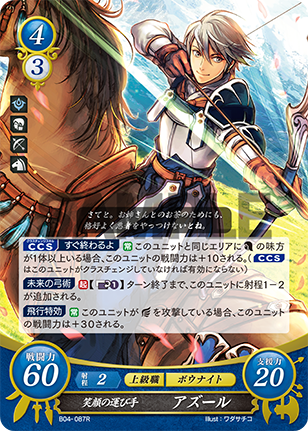 4
3
さてと。お姉さんとのお茶のためにも、
格好よく悪者をやっつけないとね。
CCS すぐ終わるよ 常 このユニットと同じエリアに の味方
が1体以上いる場合、このユニットの戦闘力は+10される。(CCS
はこのユニットがクラスチェンジしていなければ有効にならない)
未来の弓術 起 【 】ターン終了まで、このユニットに射程1-2
が追加される。
飛行特効 常 このユニットが を攻撃している場合、このユニット
の戦闘力は+30される。
戦闘力 60
射程 2 上級職 ボウナイト
支援力 20
笑顔の運び手 アズール
B04-087R Illust:ワダサチコ